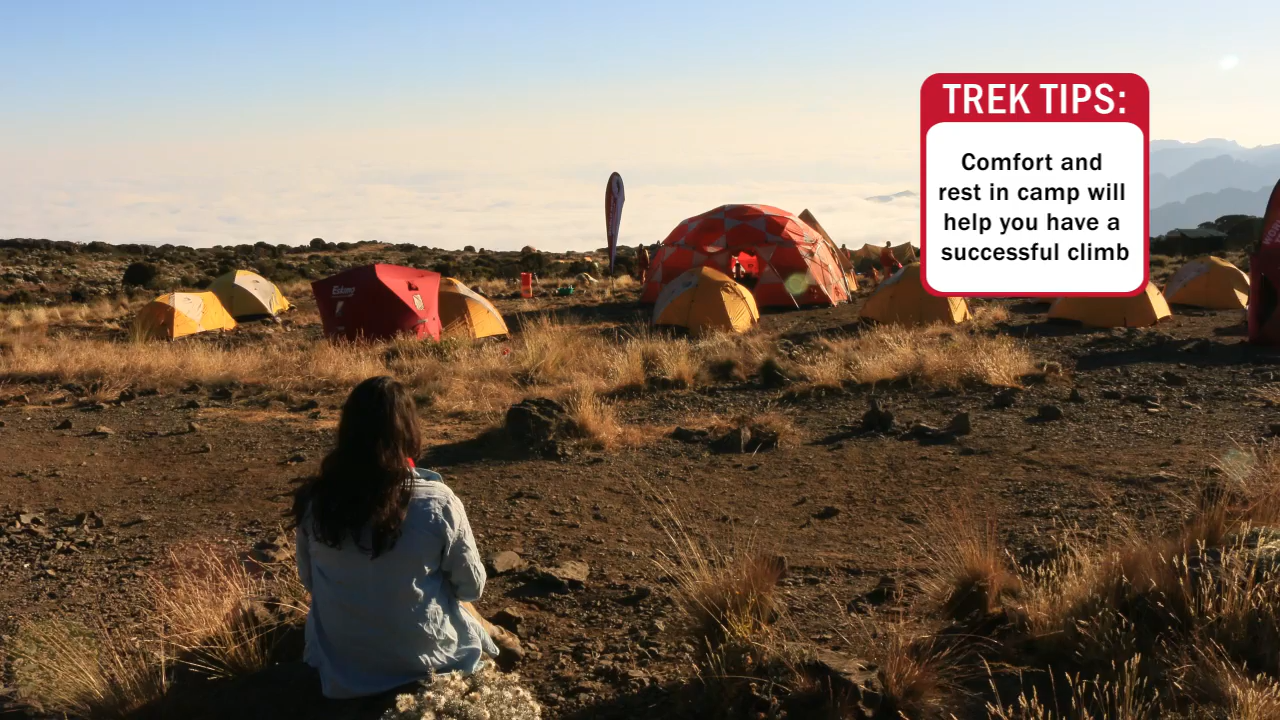 TREK TIPS:
Comfort and
rest in camp will
help you have a
successful climb